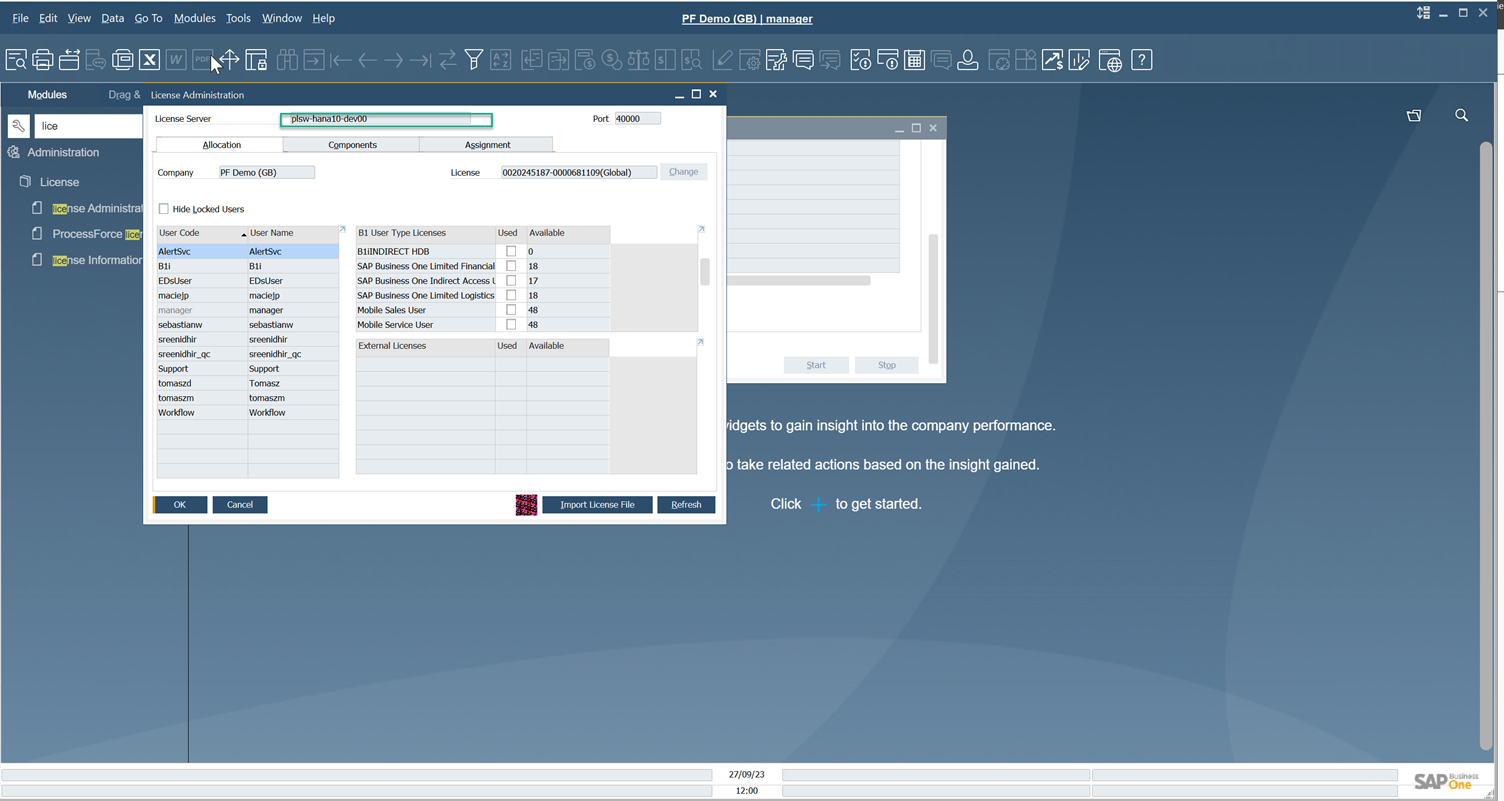 File Edit View Data Go To Modules Tools Window Help
PF Demo (GB) | manager
W PDF A Z
Modules Drag &
lice
Administration
License
license Administrat
ProcessForce licen
license Information
License Administration
License Server plsw-hana10-dev00 Port 40000
Allocation Components Assignment
Company PF Demo (GB) License 0020245187-0000681109(Global) Change
Hide Locked Users
User Code User Name
AlertSvc AlertSvc
B1i B1i
EDsUser EDsUser
maciejp maciejp
manager manager
sebastianw sebastianw
sreenidhir sreenidhir
sreenidhir_qc sreenidhir_qc
Support Support
tomaszd Tomasz
tomaszm tomaszm
Workflow Workflow
B1 User Type Licenses Used Available
B1iINDIRECT HDB 0
SAP Business One Limited Financial 18
SAP Business One Indirect Access U 17
SAP Business One Limited Logistics 18
Mobile Sales User 48
Mobile Service User 48
External Licenses Used Available
OK Cancel Import License File Refresh
Start Stop
vidgets to gain insight into the company performance.
o take related actions based on the insight gained.
Click + to get started.
27/09/23
12:00
SAP Business One